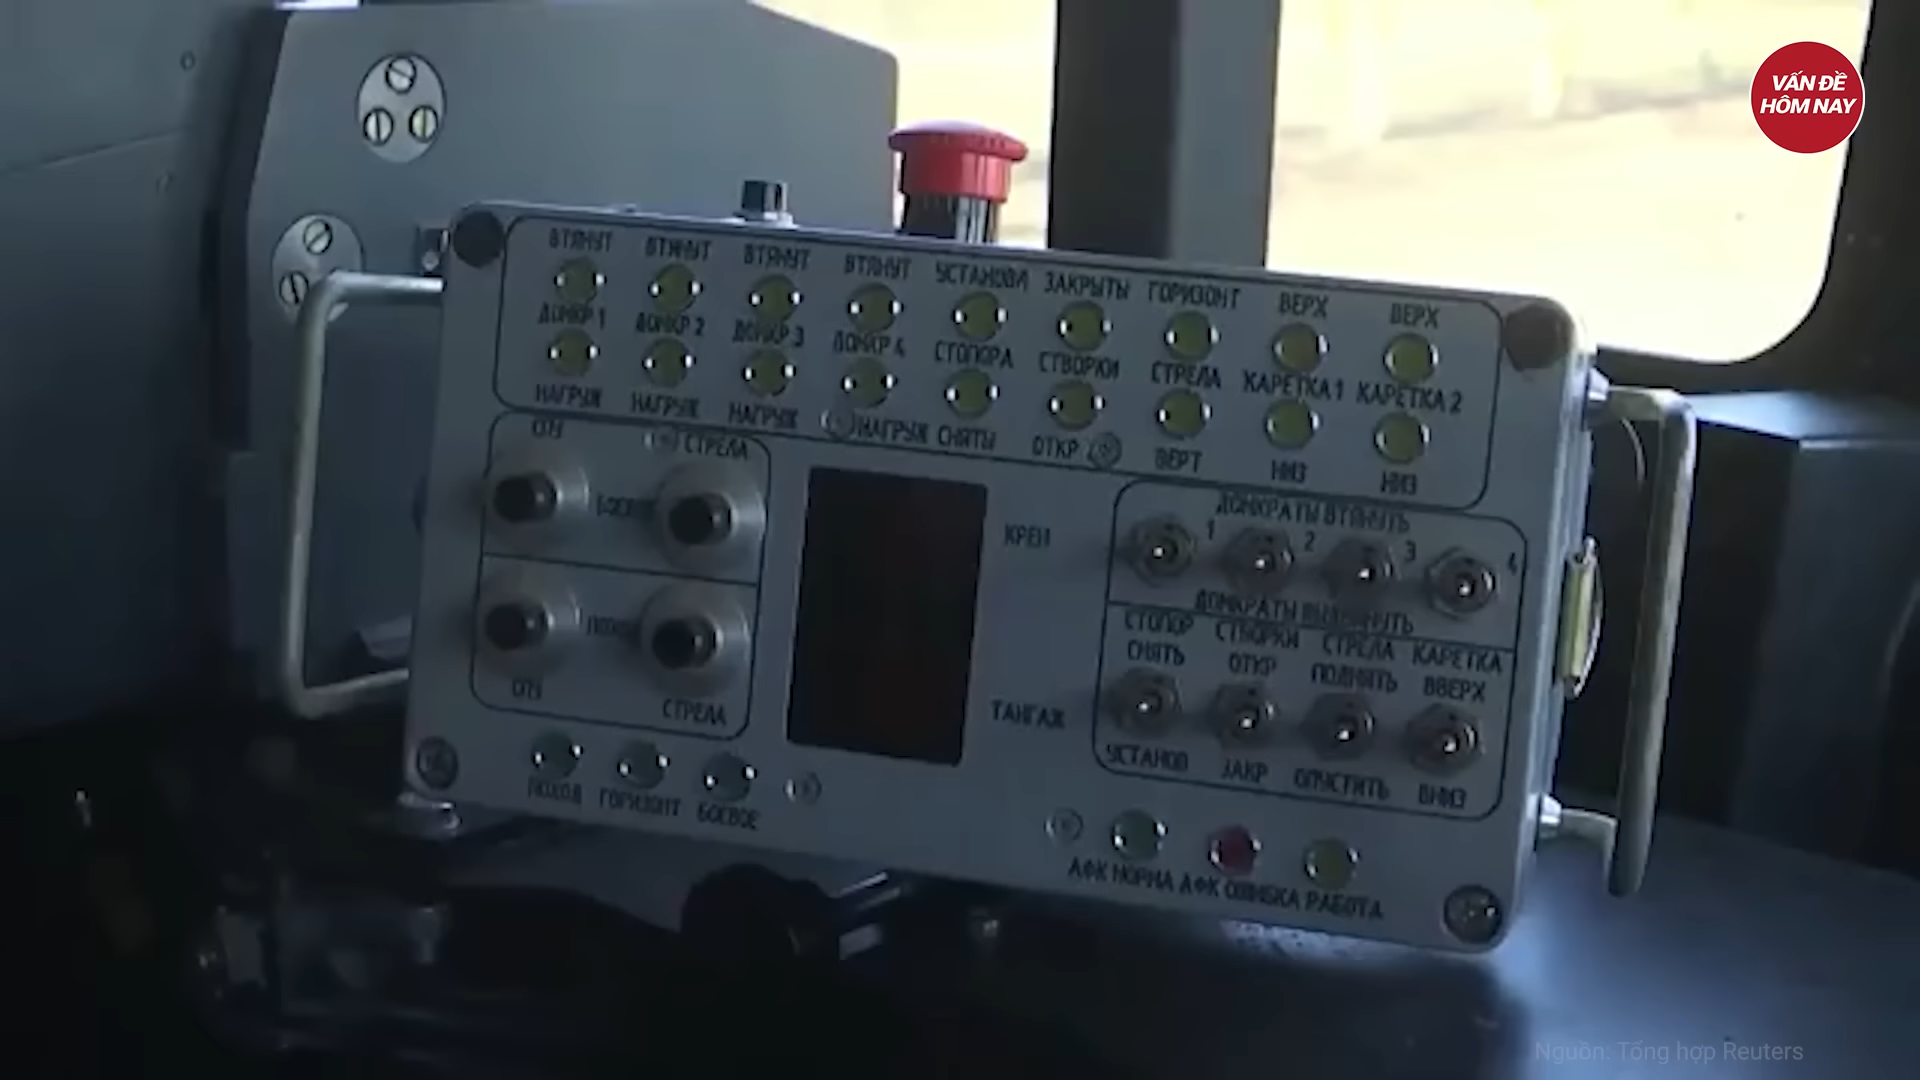 VẤN ĐỀ
HÔM NAY
ВТЯНУТ ВТЯНУТ ВТЯНУТ ВТЯНУТ УСТАНОВЛ ЗАКРЫТЫ ГОРИЗОНТ ВЕРХ ВЕРХ
ДОМКР 1 ДОМКР 2 ДОМКР 3 ДОМКР 4 СТОПОРА СТВОРКИ СТРЕЛА КАРЕТКА 1 КАРЕТКА 2
НАГРУЖ НАГРУЖ НАГРУЖ НАГРУЖ СНЯТЫ ОТКР ВЕРТ НИЗ НИЗ
ОПУ СТРЕЛА
ОПУ СТРЕЛА
КРЕН
ТАНГАЖ
ДОМКРАТЫ ВТЯНУТЬ
1 2 3 4
ДОМКРАТЫ ВЫДВИНУТЬ
СТОПОР СТВОРКИ СТРЕЛА КАРЕТКА
СНЯТЬ ОТКР ПОДНЯТЬ ВВЕРХ
УСТАНОВ ЗАКР ОПУСТИТЬ ВНИЗ
ПОХОД ГОРИЗОНТ БОЕВОЕ
АФК НОРМА АФК ОШИБКА РАБОТА
Nguồn: Tổng hợp Reuters